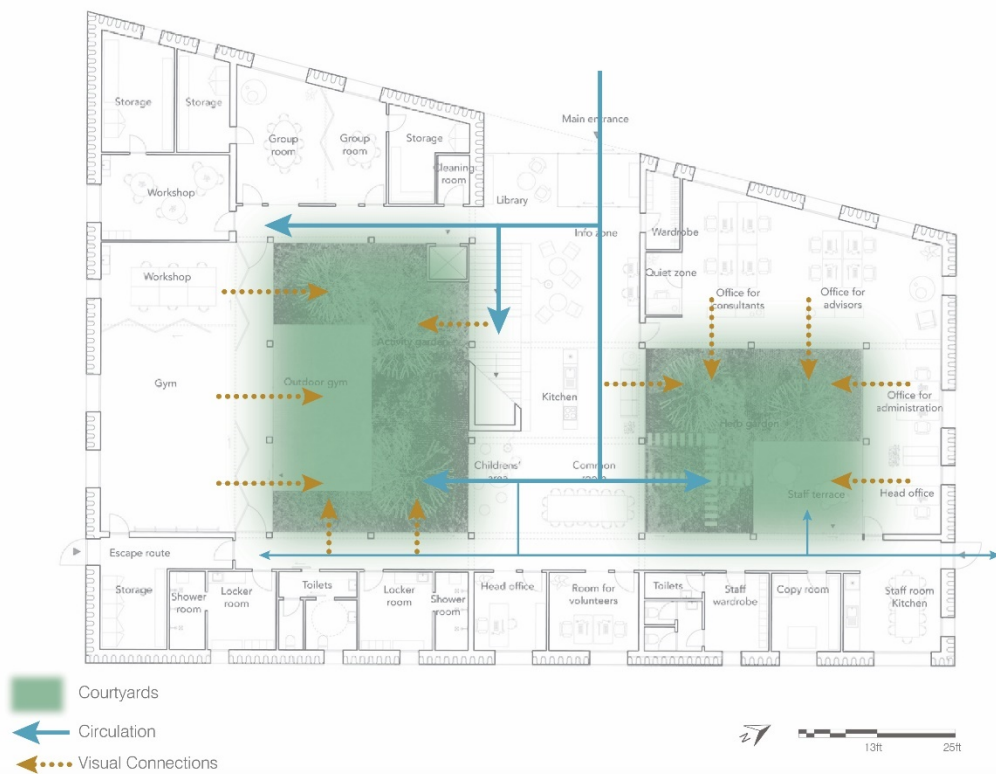 Main entrance
Storage
Storage
Group
room
Group
room
Storage
Cleaning
room
Workshop
Library
Info zone
Wardrobe
Quiet zone
Workshop
Office for
consultants
Office for
advisors
Activity garden
Gym
Outdoor gym
Kitchen
Office for
administration
Herb garden
Childrens'
area
Common
room
Staff terrace
Head office
Escape route
Storage
Shower
room
Locker
room
Toilets
Locker
room
Shower
room
Head office
Room for
volunteers
Toilets
Staff
wardrobe
Copy room
Staff room
Kitchen
Courtyards
Circulation
Visual Connections
N
13ft
25ft